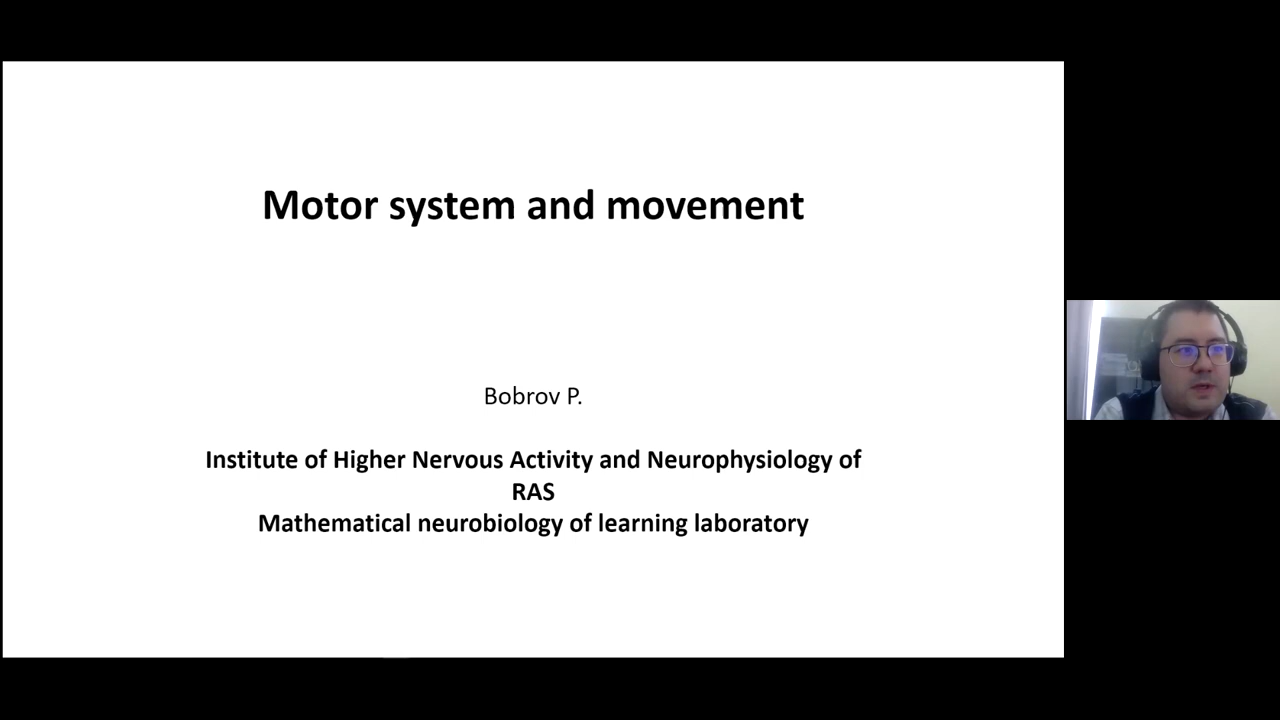 Motor system and movement
Bobrov P.
Institute of Higher Nervous Activity and Neurophysiology of
RAS
Mathematical neurobiology of learning laboratory